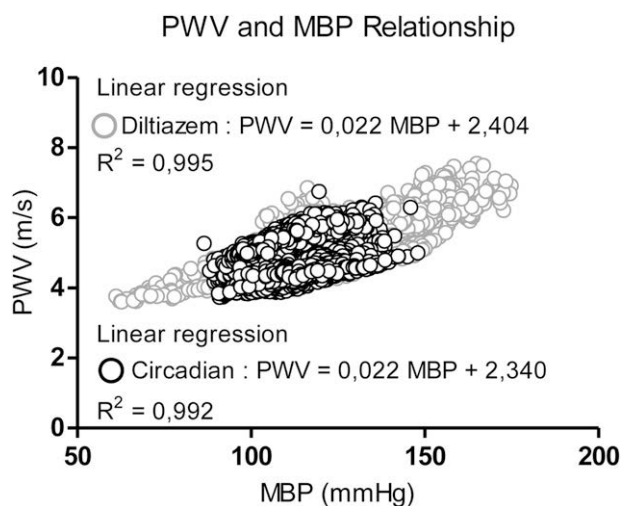 PWV and MBP Relationship
10
8
6
4
2
0
PWV (m/s)
Linear regression
Diltiazem : PWV = 0,022 MBP + 2,404
R² = 0,995
Linear regression
Circadian : PWV = 0,022 MBP + 2,340
R² = 0,992
50 100 150 200
MBP (mmHg)